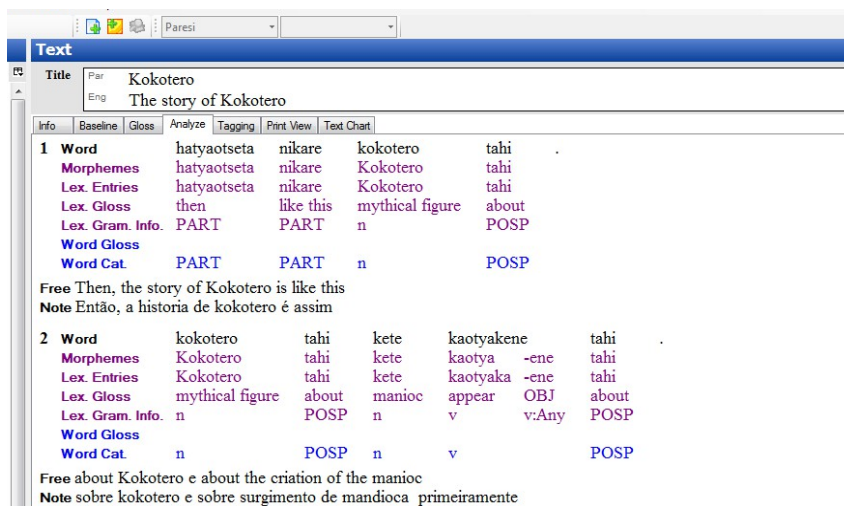 Paresi
Text
Title Par Kokotero
Eng The story of Kokotero
Info Baseline Gloss Analyze Tagging Print View Text Chart
1 Word hatyaotseta nikare kokotero tahi .
Morphemes hatyaotseta nikare Kokotero tahi
Lex. Entries hatyaotseta nikare Kokotero tahi
Lex. Gloss then like this mythical figure about
Lex. Gram. Info. PART PART n POSP
Word Gloss
Word Cat. PART PART n POSP
Free Then, the story of Kokotero is like this
Note Então, a historia de kokotero é assim
2 Word kokotero tahi kete kaotyakene tahi .
Morphemes Kokotero tahi kete kaotya -ene tahi
Lex. Entries Kokotero tahi kete kaotyaka -ene tahi
Lex. Gloss mythical figure about manioc appear OBJ about
Lex. Gram. Info. n POSP n v v:Any POSP
Word Gloss
Word Cat. n POSP n v POSP
Free about Kokotero e about the criation of the manioc
Note sobre kokotero e sobre surgimento de mandioca primeiramente